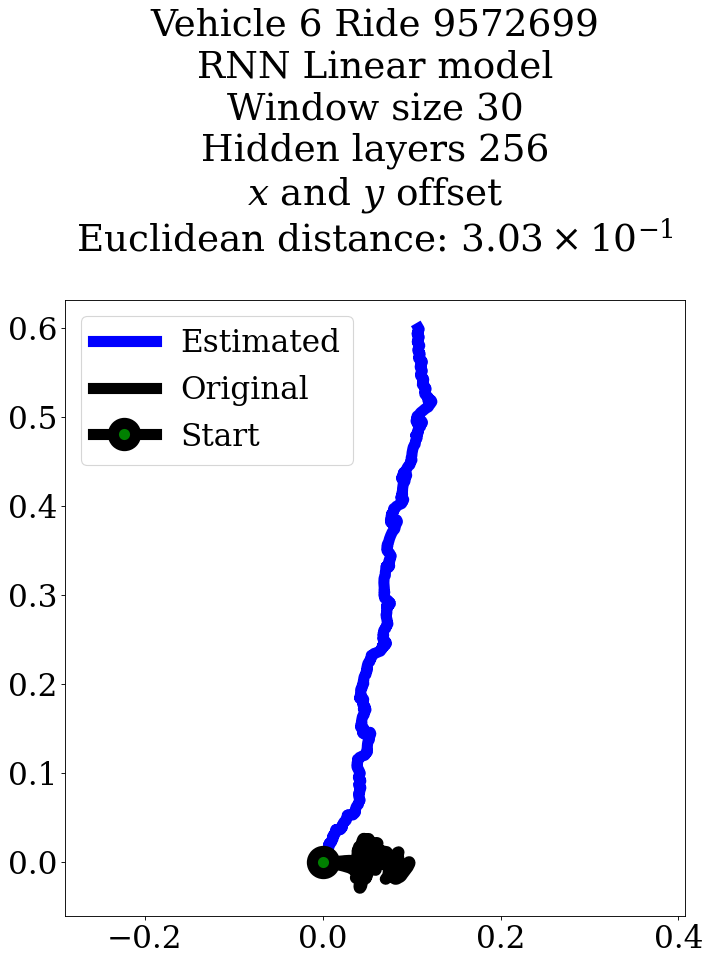 Vehicle 6 Ride 9572699
RNN Linear model
Window size 30
Hidden layers 256
x and y offset
Euclidean distance: 3.03 × 10⁻¹
Estimated
Original
Start
0.6
0.5
0.4
0.3
0.2
0.1
0.0
−0.2 0.0 0.2 0.4